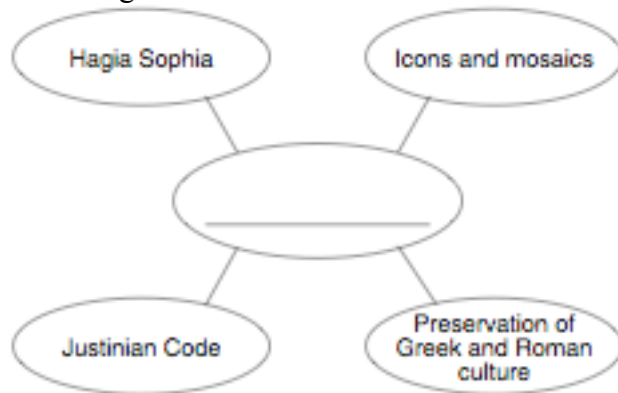 Hagia Sophia
Icons and mosaics
Justinian Code
Preservation of
Greek and Roman
culture